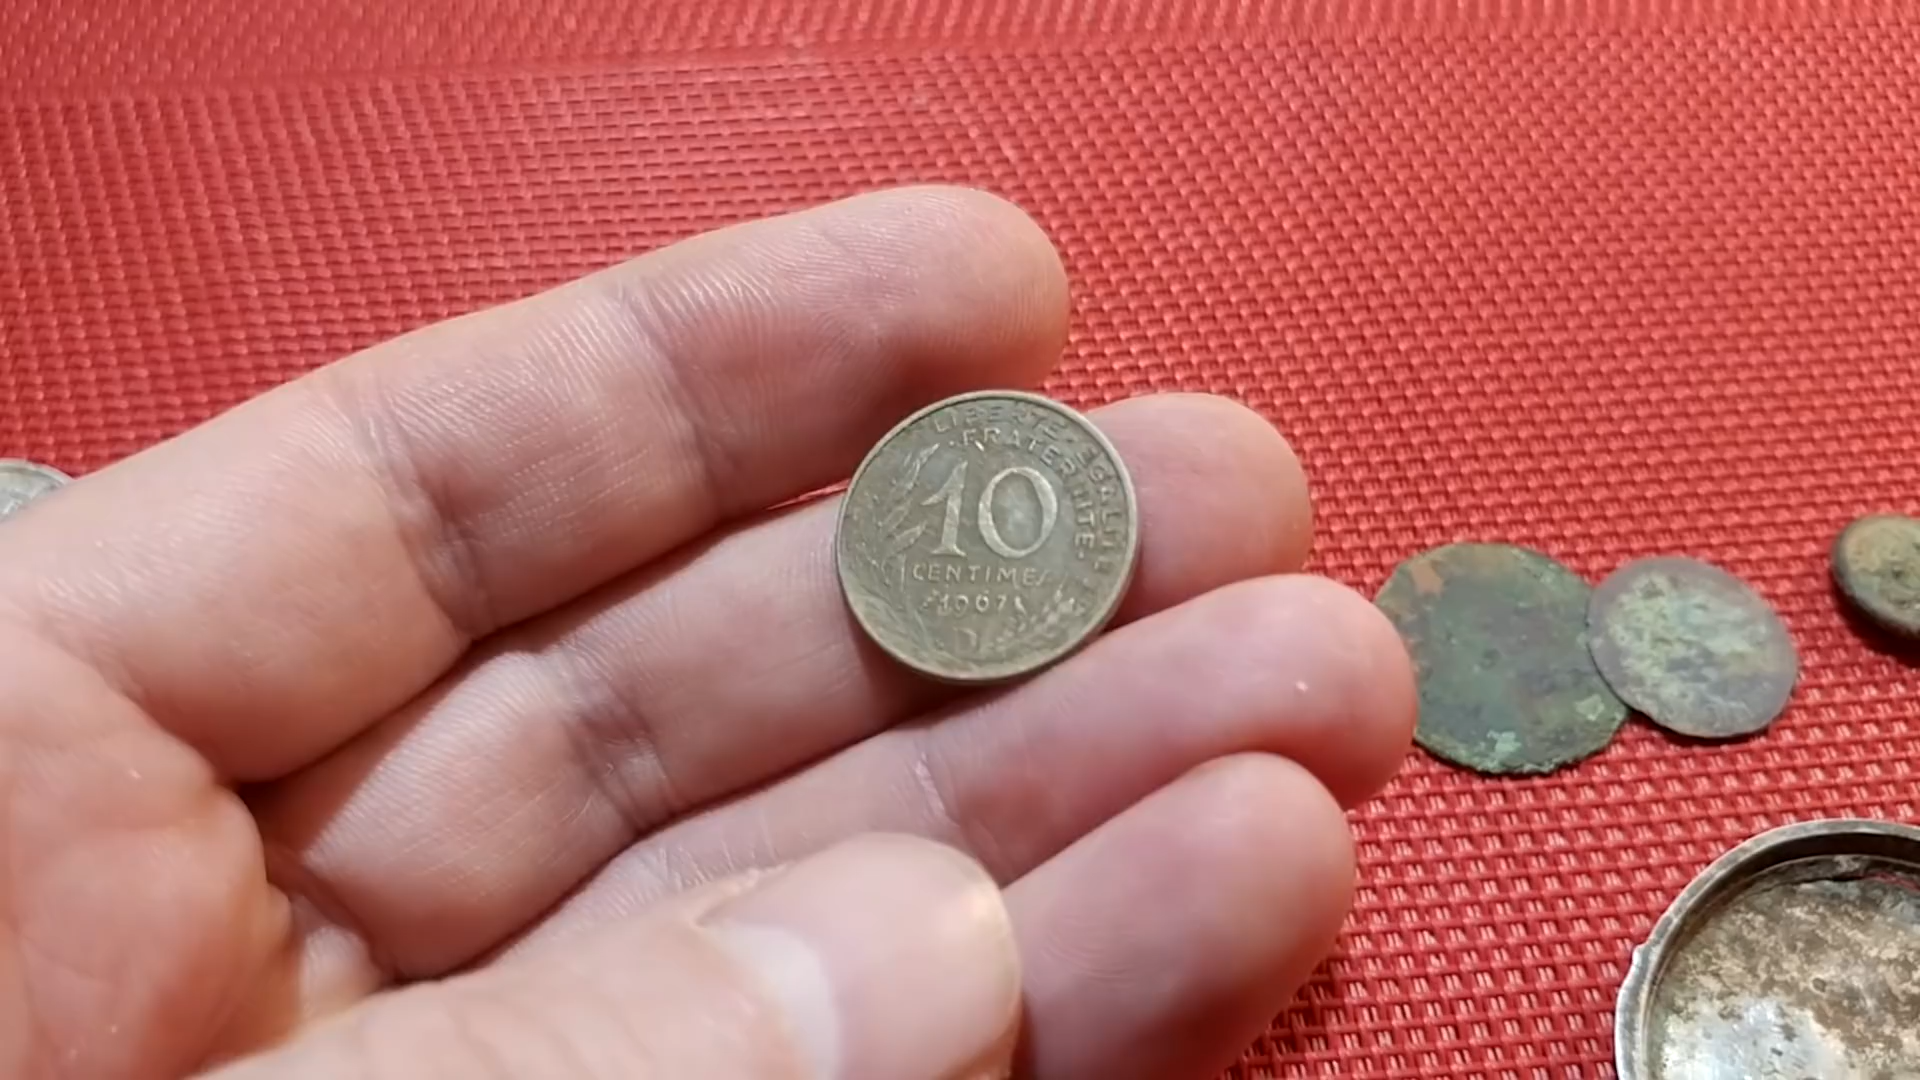 LIBERTE·EGALITE
·FRATERNITE·
10
CENTIMES
1967